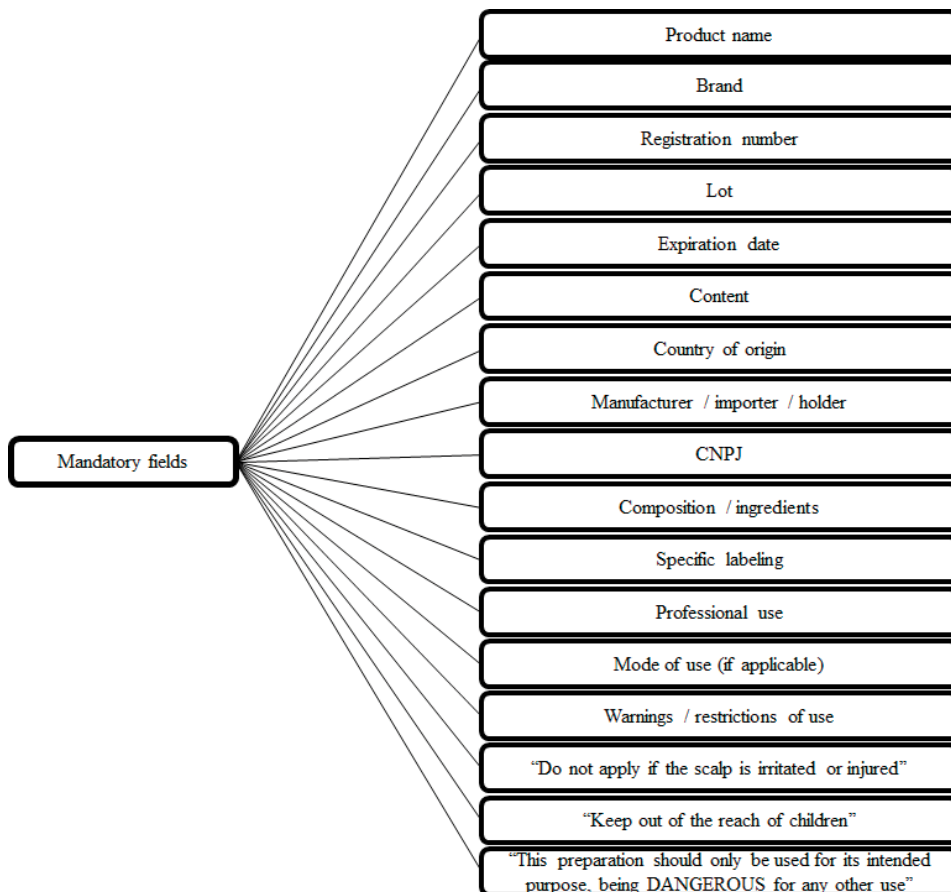 Product name
Brand
Registration number
Lot
Expiration date
Content
Country of origin
Manufacturer / importer / holder
Mandatory fields
CNPJ
Composition / ingredients
Specific labeling
Professional use
Mode of use (if applicable)
Warnings / restrictions of use
“Do not apply if the scalp is irritated or injured”
“Keep out of the reach of children”
“This preparation should only be used for its intended
purpose, being DANGEROUS for any other use”